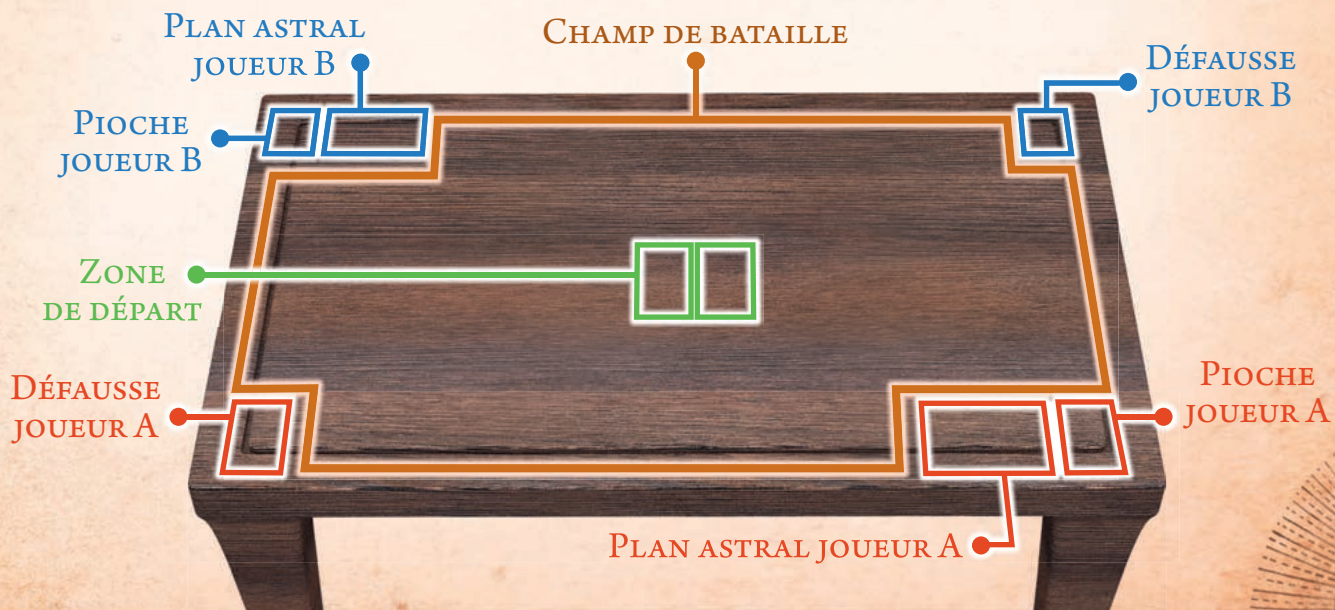 Plan astral
joueur B
Champ de bataille
Défausse
joueur B
Pioche
joueur B
Zone
de départ
Défausse
joueur A
Pioche
joueur A
Plan astral joueur A